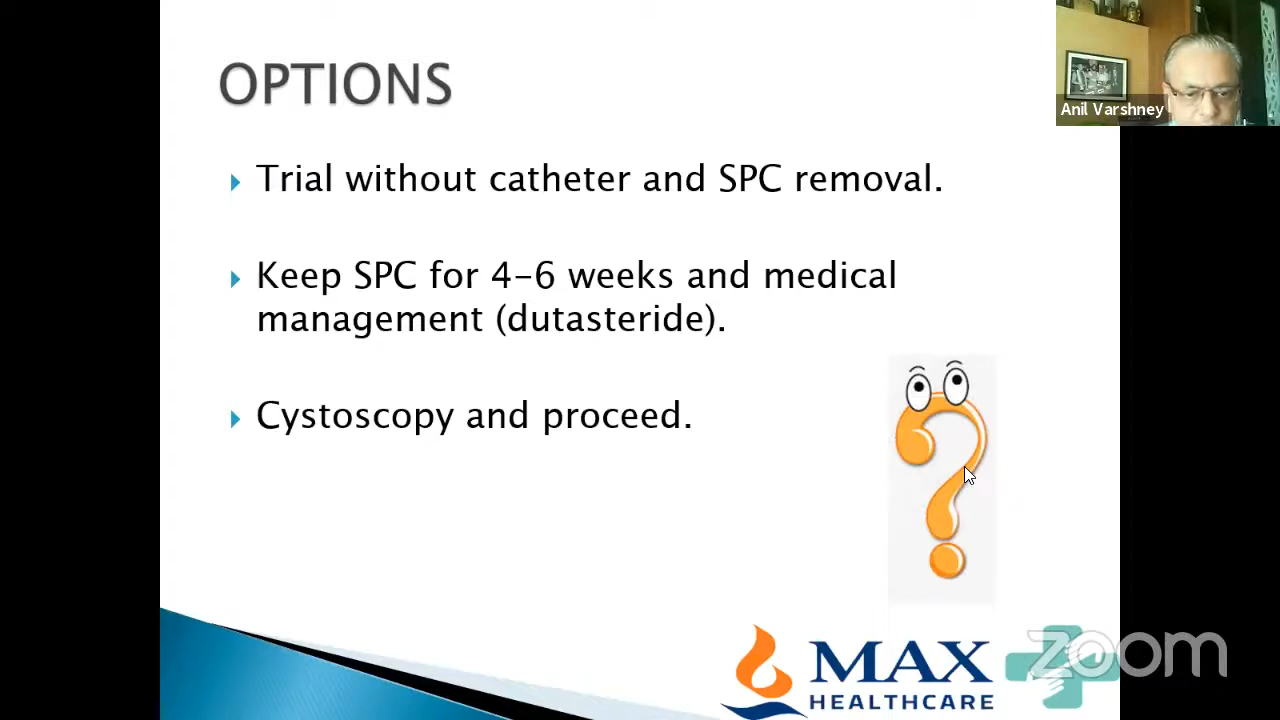 OPTIONS
Anil Varshney
Trial without catheter and SPC removal.
Keep SPC for 4-6 weeks and medical
management (dutasteride).
Cystoscopy and proceed.
?
MAX
HEALTHCARE
zoom